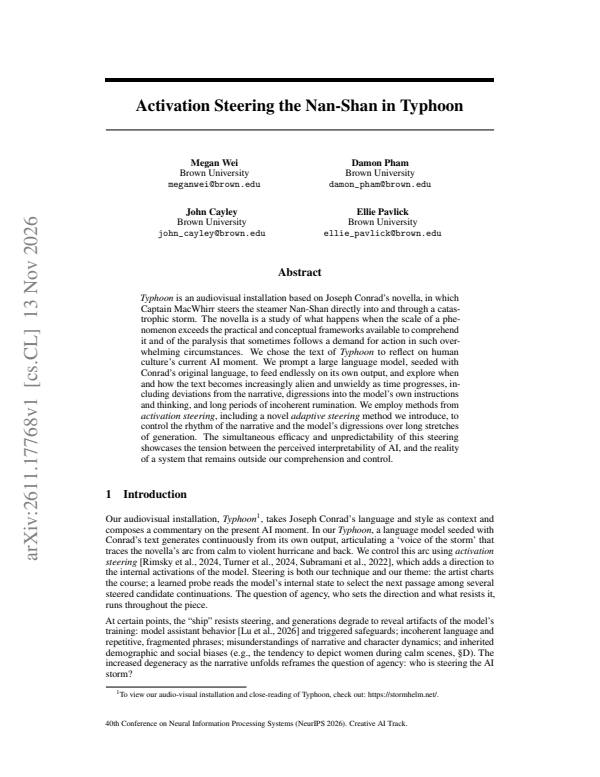 arXiv:2611.17768v1 [cs.CL] 13 Nov 2026
Activation Steering the Nan-Shan in Typhoon
Megan Wei
Brown University
meganwei@brown.edu
Damon Pham
Brown University
damon_pham@brown.edu
John Cayley
Brown University
john_cayley@brown.edu
Ellie Pavlick
Brown University
ellie_pavlick@brown.edu
Abstract
Typhoon is an audiovisual installation based on Joseph Conrad's novella, in which
Captain MacWhirr steers the steamer Nan-Shan directly into and through a catas-
trophic storm. The novella is a study of what happens when the scale of a phe-
nomenon exceeds the practical and conceptual frameworks available to comprehend
it and of the paralysis that sometimes follows a demand for action in such over-
whelming circumstances. We chose the text of Typhoon to reflect on human
culture's current AI moment. We prompt a large language model, seeded with
Conrad's original language, to feed endlessly on its own output, and explore when
and how the text becomes increasingly alien and unwieldy as time progresses, in-
cluding deviations from the narrative, digressions into the model's own instructions
and thinking, and long periods of incoherent rumination. We employ methods from
activation steering, including a novel adaptive steering method we introduce, to
control the rhythm of the narrative and the model's digressions over long stretches
of generation. The simultaneous efficacy and unpredictability of this steering
showcases the tension between the perceived interpretability of AI, and the reality
of a system that remains outside our comprehension and control.
1 Introduction
Our audiovisual installation, Typhoon1, takes Joseph Conrad's language and style as context and
composes a commentary on the present AI moment. In our Typhoon, a language model seeded with
Conrad's text generates continuously from its own output, articulating a 'voice of the storm' that
traces the novella's arc from calm to violent hurricane and back. We control this arc using activation
steering [Rimsky et al., 2024, Turner et al., 2024, Subramani et al., 2022], which adds a direction to
the internal activations of the model. Steering is both our technique and our theme: the artist charts
the course; a learned probe reads the model's internal state to select the next passage among several
steered candidate continuations. The question of agency, who sets the direction and what resists it,
runs throughout the piece.
At certain points, the "ship" resists steering, and generations degrade to reveal artifacts of the model's
training: model assistant behavior [Lu et al., 2026] and triggered safeguards; incoherent language and
repetitive, fragmented phrases; misunderstandings of narrative and character dynamics; and inherited
demographic and social biases (e.g., the tendency to depict women during calm scenes, §D). The
increased degeneracy as the narrative unfolds reframes the question of agency: who is steering the AI
storm?
1To view our audio-visual installation and close-reading of Typhoon, check out: https://stormhelm.net/.
40th Conference on Neural Information Processing Systems (NeurIPS 2026). Creative AI Track.